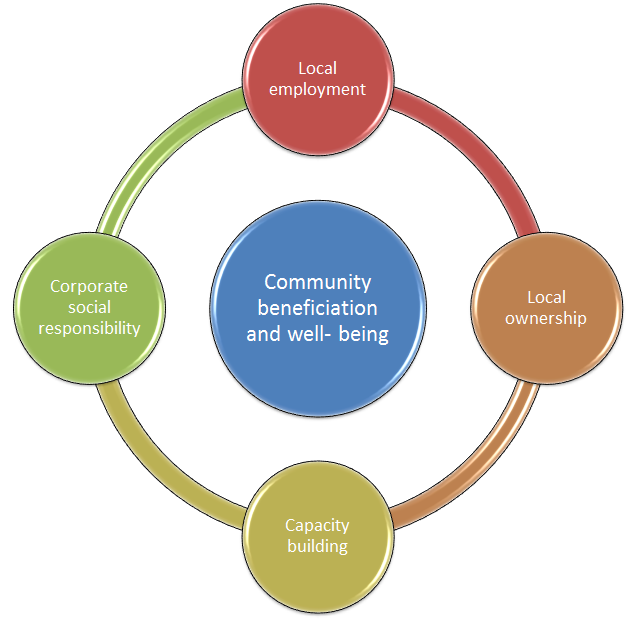 Local
employment
Corporate
social
responsibility
Community
beneficiation
and well- being
Local
ownership
Capacity
building